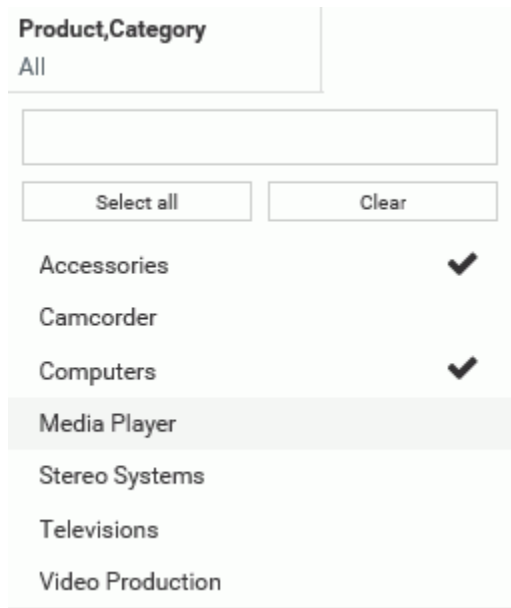 Product,Category
All
Select all Clear
Accessories
Camcorder
Computers
Media Player
Stereo Systems
Televisions
Video Production